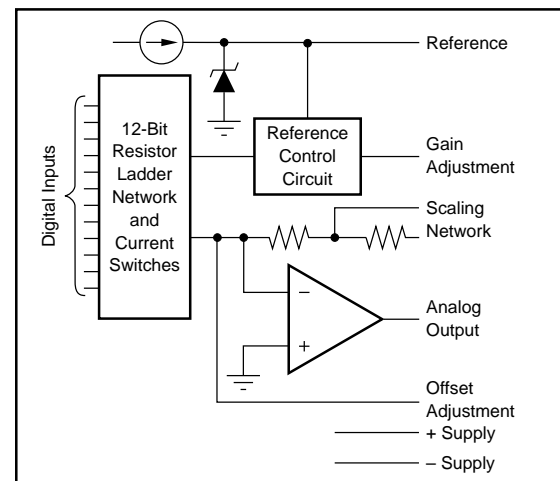 Reference
12-Bit
Resistor
Ladder
Network
and
Current
Switches
Digital Inputs
Reference
Control
Circuit
Gain
Adjustment
Scaling
Network
–
+
Analog
Output
Offset
Adjustment
+ Supply
– Supply